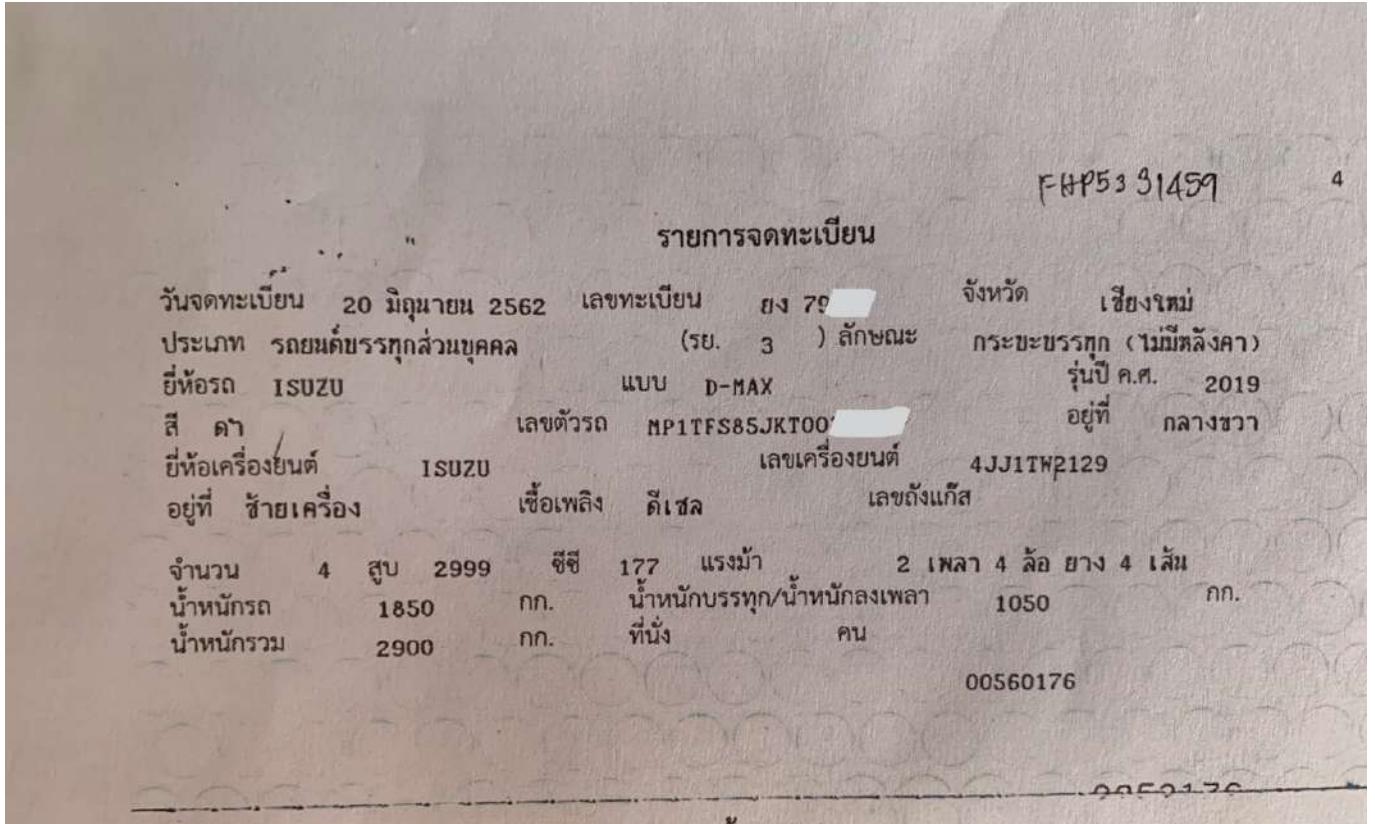 FHP5331459 4
รายการจดทะเบียน
วันจดทะเบียน 20 มิถุนายน 2562 เลขทะเบียน ยง 79 จังหวัด เชียงใหม่
ประเภท รถยนต์บรรทุกส่วนบุคคล (รย. 3 ) ลักษณะ กระบะบรรทุก (ไม่มีหลังคา)
ยี่ห้อรถ ISUZU แบบ D-MAX รุ่นปี ค.ศ. 2019
สี ดำ เลขตัวรถ MP1TFS85JKT00 อยู่ที่ กลางขวา
ยี่ห้อเครื่องยนต์ ISUZU เลขเครื่องยนต์ 4JJ1TW2129
อยู่ที่ ซ้ายเครื่อง เชื้อเพลิง ดีเซล เลขถังแก๊ส
จำนวน 4 สูบ 2999 ซีซี 177 แรงม้า 2 เพลา 4 ล้อ ยาง 4 เส้น
น้ำหนักรถ 1850 กก. น้ำหนักบรรทุก/น้ำหนักลงเพลา 1050 กก.
น้ำหนักรวม 2900 กก. ที่นั่ง คน
00560176